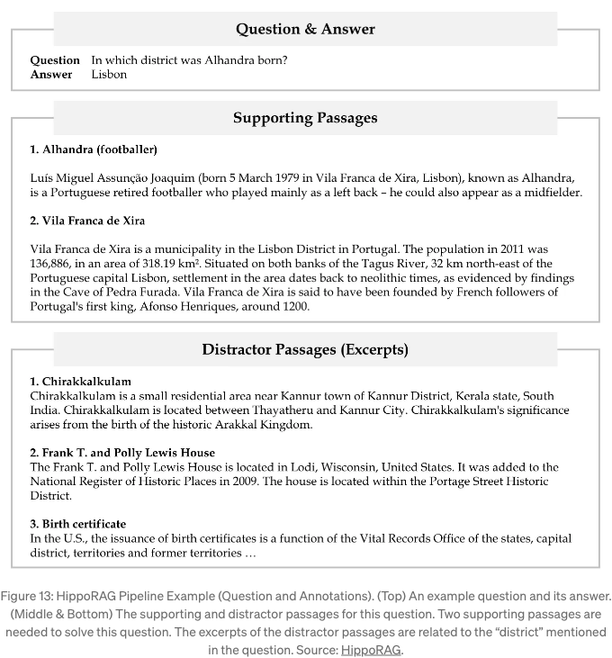 Question & Answer
Question In which district was Alhandra born?
Answer Lisbon
Supporting Passages
1. Alhandra (footballer)
Luís Miguel Assunção Joaquim (born 5 March 1979 in Vila Franca de Xira, Lisbon), known as Alhandra,
is a Portuguese retired footballer who played mainly as a left back – he could also appear as a midfielder.
2. Vila Franca de Xira
Vila Franca de Xira is a municipality in the Lisbon District in Portugal. The population in 2011 was
136,886, in an area of 318.19 km². Situated on both banks of the Tagus River, 32 km north-east of the
Portuguese capital Lisbon, settlement in the area dates back to neolithic times, as evidenced by findings
in the Cave of Pedra Furada. Vila Franca de Xira is said to have been founded by French followers of
Portugal's first king, Afonso Henriques, around 1200.
Distractor Passages (Excerpts)
1. Chirakkalkulam
Chirakkalkulam is a small residential area near Kannur town of Kannur District, Kerala state, South
India. Chirakkalkulam is located between Thayatheru and Kannur City. Chirakkalkulam's significance
arises from the birth of the historic Arakkal Kingdom.
2. Frank T. and Polly Lewis House
The Frank T. and Polly Lewis House is located in Lodi, Wisconsin, United States. It was added to the
National Register of Historic Places in 2009. The house is located within the Portage Street Historic
District.
3. Birth certificate
In the U.S., the issuance of birth certificates is a function of the Vital Records Office of the states, capital
district, territories and former territories …
Figure 13: HippoRAG Pipeline Example (Question and Annotations). (Top) An example question and its answer.
(Middle & Bottom) The supporting and distractor passages for this question. Two supporting passages are
needed to solve this question. The excerpts of the distractor passages are related to the “district” mentioned
in the question. Source: HippoRAG.